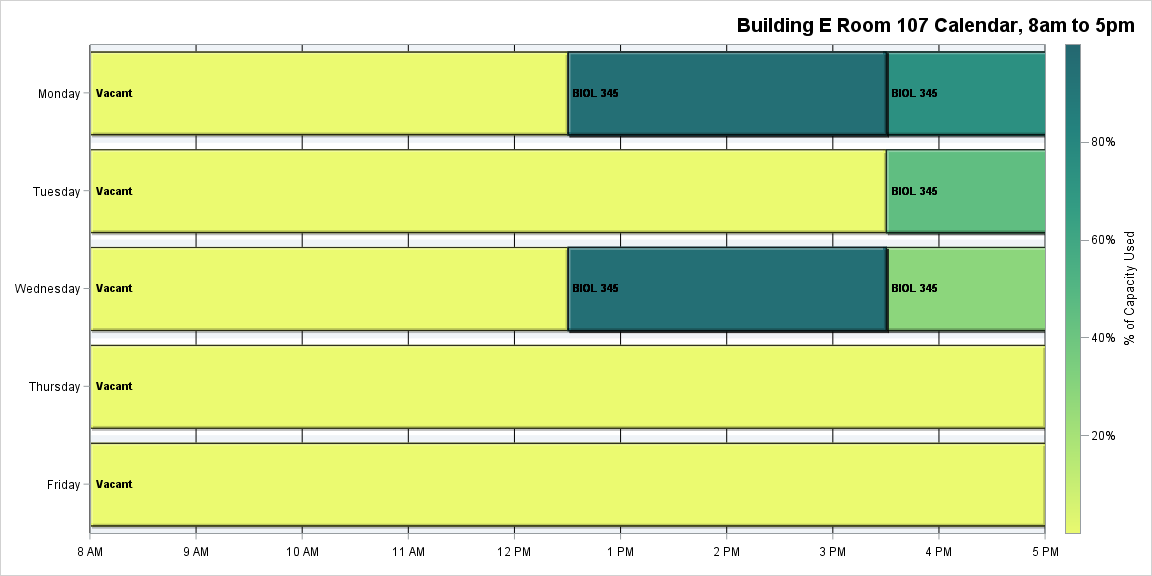 Building E Room 107 Calendar, 8am to 5pm
Monday
Vacant
BIOL 345
BIOL 345
Tuesday
Vacant
BIOL 345
Wednesday
Vacant
BIOL 345
BIOL 345
Thursday
Vacant
Friday
Vacant
8 AM 9 AM 10 AM 11 AM 12 PM 1 PM 2 PM 3 PM 4 PM 5 PM
80%
60%
40%
20%
% of Capacity Used